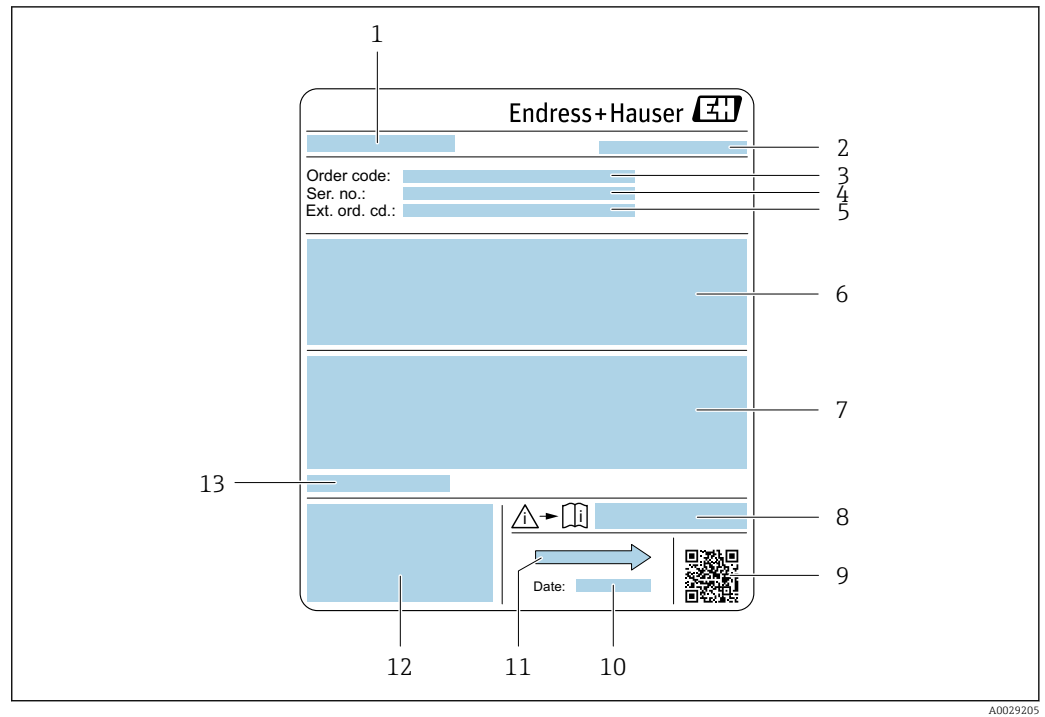 1
Endress+Hauser EH
2
Order code: 3
Ser. no.: 4
Ext. ord. cd.: 5
6
7
13
i i 8
9
11
Date:
12
10
A0029205